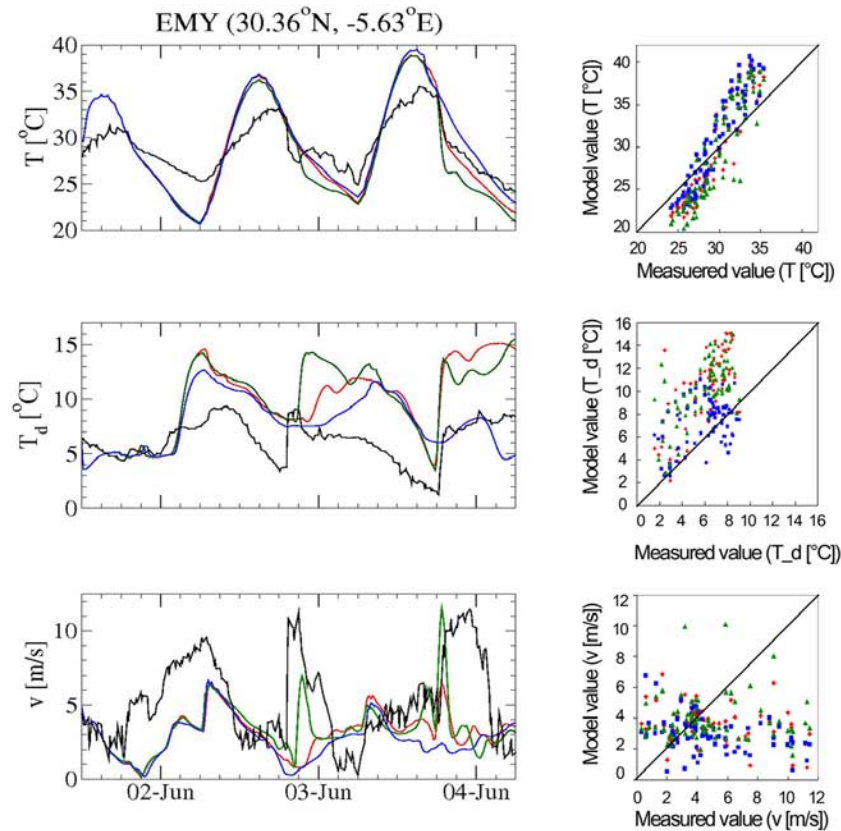 EMY (30.36°N, -5.63°E)
40
35
30
25
20
T [°C]
40
35
30
25
20
Model value (T [°C])
20 25 30 35 40
Measuered value (T [°C])
15
10
5
0
T_d [°C]
16
14
12
10
8
6
4
2
0
Model value (T_d [°C])
0 2 4 6 8 10 12 14 16
Measured value (T_d [°C])
10
5
0
v [m/s]
02-Jun 03-Jun 04-Jun
12
10
8
6
4
2
0
Model value (v [m/s])
0 2 4 6 8 10 12
Measured value (v [m/s])